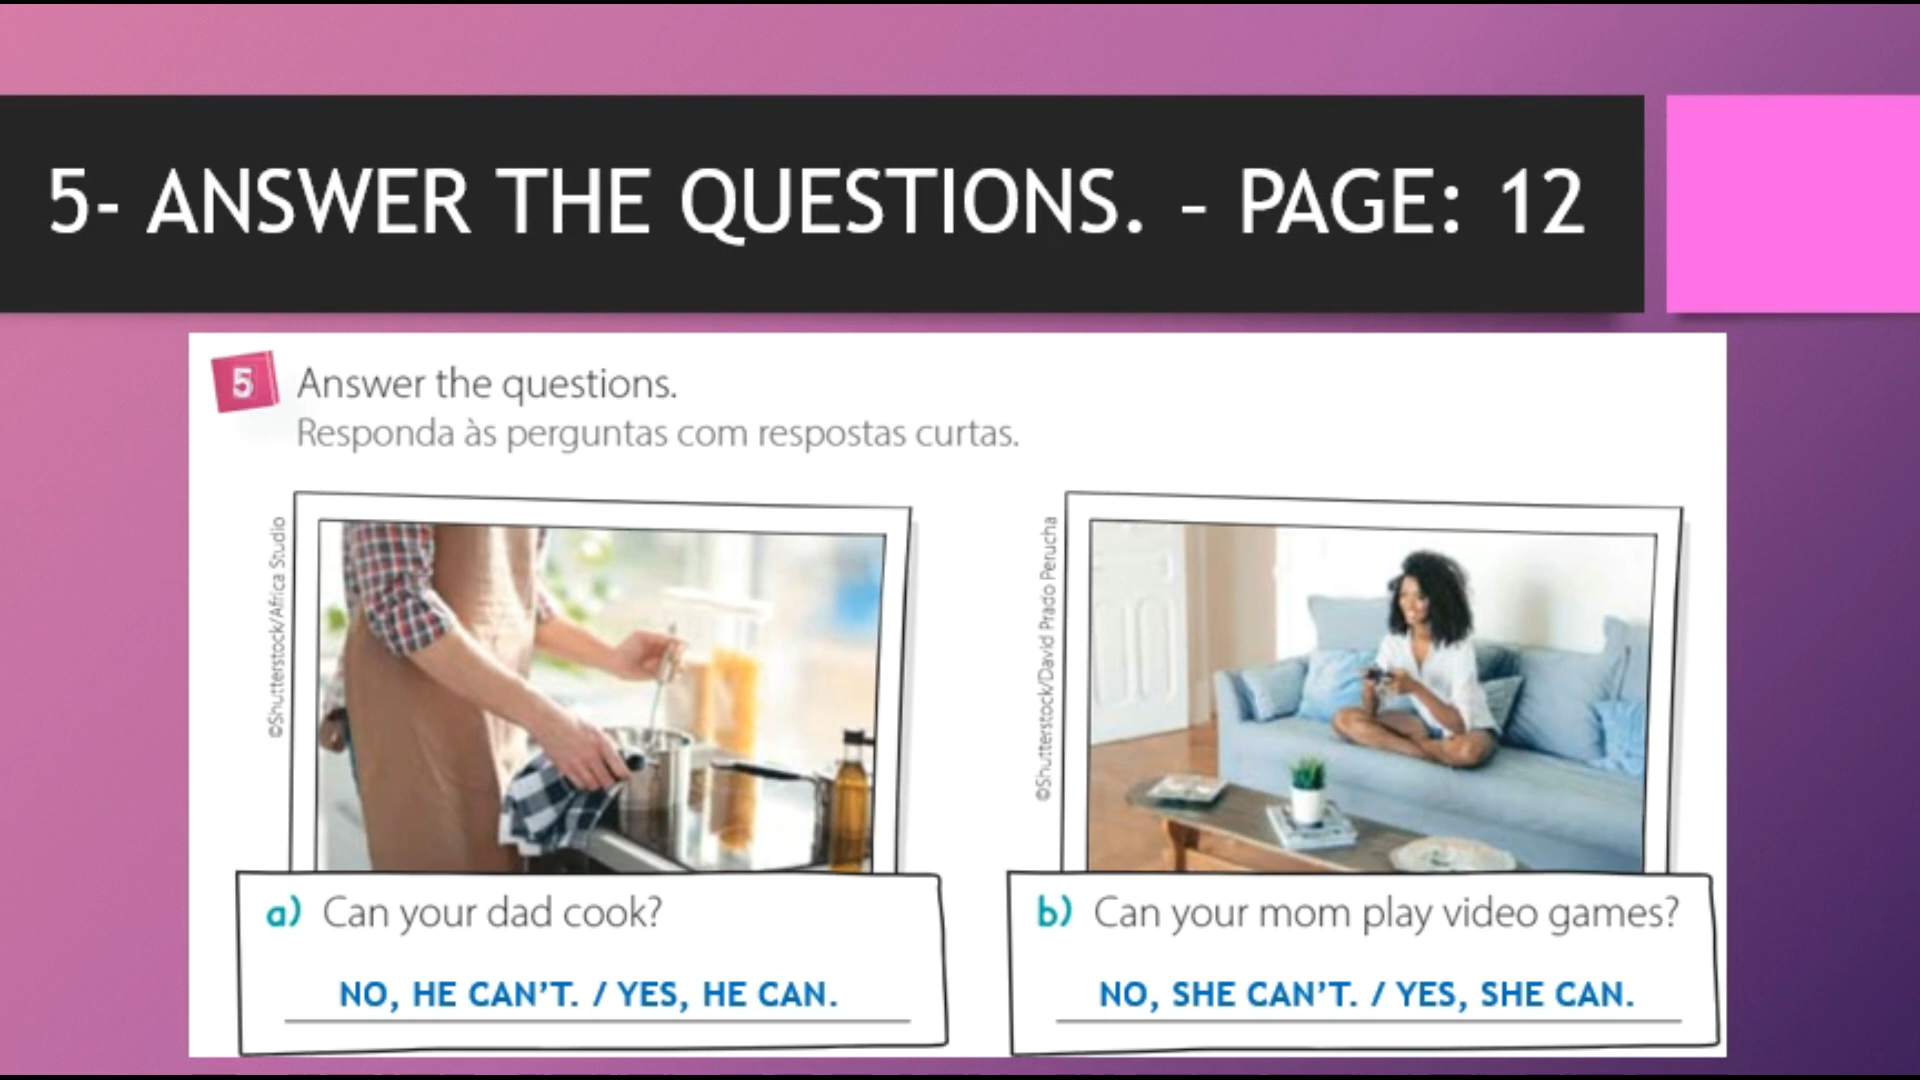 5- ANSWER THE QUESTIONS. - PAGE: 12
5 Answer the questions.
Responda às perguntas com respostas curtas.
©Shutterstock/Africa Studio
©Shutterstock/David Prado Perucha
a) Can your dad cook?
NO, HE CAN'T. / YES, HE CAN.
b) Can your mom play video games?
NO, SHE CAN'T. / YES, SHE CAN.